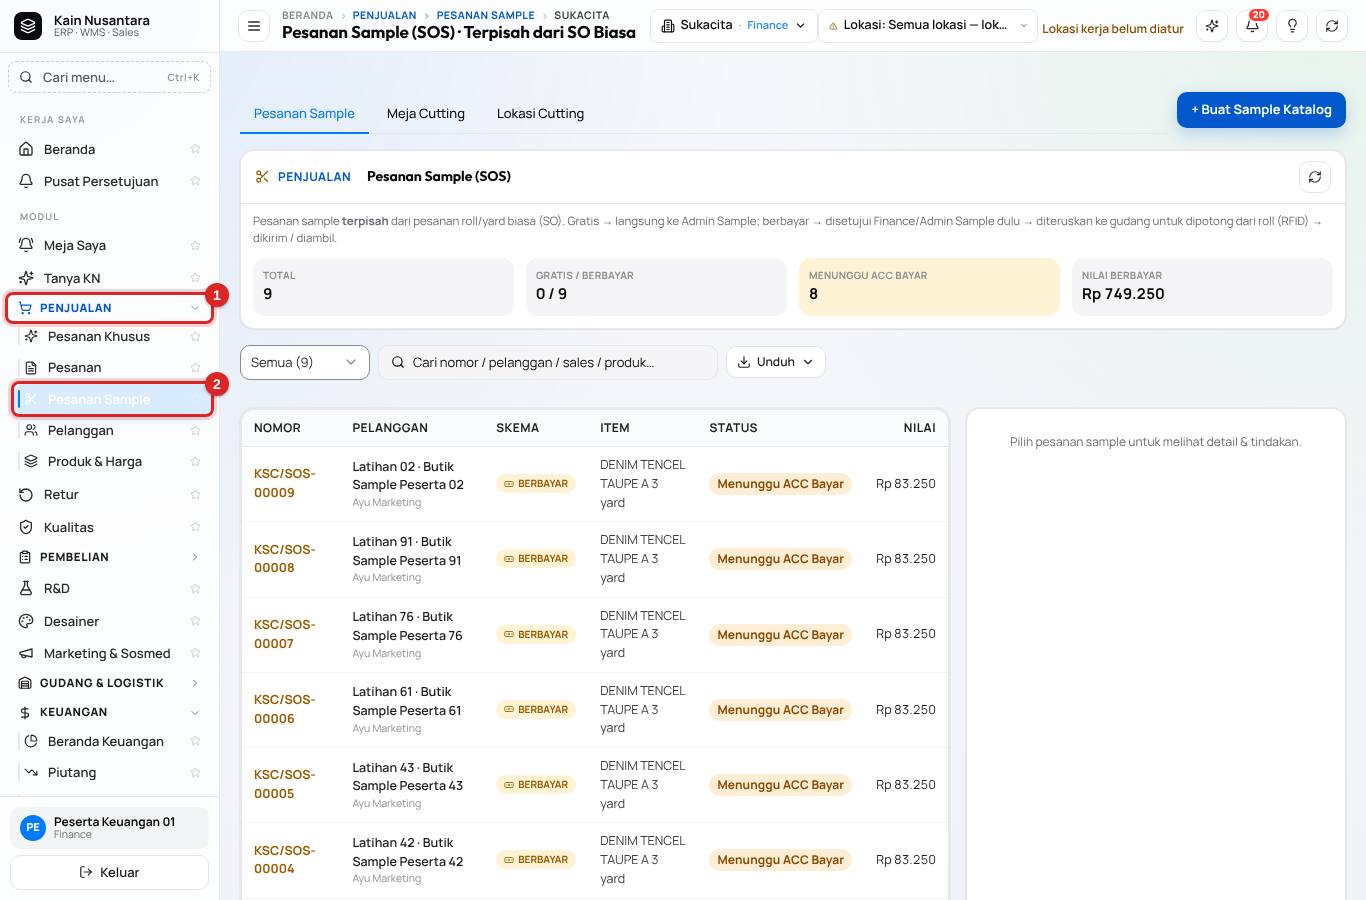 Kain Nusantara
ERP · WMS · Sales
Cari menu...
Ctrl+K
KERJA SAYA
Beranda
Pusat Persetujuan
MODUL
Meja Saya
Tanya KN
1
PENJUALAN
Pesanan Khusus
Pesanan
2
Pesanan Sample
Pelanggan
Produk & Harga
Retur
Kualitas
PEMBELIAN
R&D
Desainer
Marketing & Sosmed
GUDANG & LOGISTIK
KEUANGAN
Beranda Keuangan
Piutang
PE
Peserta Keuangan 01
Finance
Keluar
BERANDA > PENJUALAN > PESANAN SAMPLE > SUKACITA
Pesanan Sample (SOS) · Terpisah dari SO Biasa
Sukacita · Finance
Lokasi: Semua lokasi — lok...
Lokasi kerja belum diatur
20
Pesanan Sample
Meja Cutting
Lokasi Cutting
+ Buat Sample Katalog
PENJUALAN
Pesanan Sample (SOS)
Pesanan sample terpisah dari pesanan roll/yard biasa (SO). Gratis → langsung ke Admin Sample; berbayar → disetujui Finance/Admin Sample dulu → diteruskan ke gudang untuk dipotong dari roll (RFID) →
dikirim / diambil.
TOTAL
9
GRATIS / BERBAYAR
0 / 9
MENUNGGU ACC BAYAR
8
NILAI BERBAYAR
Rp 749.250
Semua (9)
Cari nomor / pelanggan / sales / produk...
Unduh
NOMOR PELANGGAN SKEMA ITEM STATUS NILAI
KSC/SOS-
00009
Latihan 02 · Butik
Sample Peserta 02
Ayu Marketing
BERBAYAR
DENIM TENCEL
TAUPE A 3
yard
Menunggu ACC Bayar
Rp 83.250
KSC/SOS-
00008
Latihan 91 · Butik
Sample Peserta 91
Ayu Marketing
BERBAYAR
DENIM TENCEL
TAUPE A 3
yard
Menunggu ACC Bayar
Rp 83.250
KSC/SOS-
00007
Latihan 76 · Butik
Sample Peserta 76
Ayu Marketing
BERBAYAR
DENIM TENCEL
TAUPE A 3
yard
Menunggu ACC Bayar
Rp 83.250
KSC/SOS-
00006
Latihan 61 · Butik
Sample Peserta 61
Ayu Marketing
BERBAYAR
DENIM TENCEL
TAUPE A 3
yard
Menunggu ACC Bayar
Rp 83.250
KSC/SOS-
00005
Latihan 43 · Butik
Sample Peserta 43
Ayu Marketing
BERBAYAR
DENIM TENCEL
TAUPE A 3
yard
Menunggu ACC Bayar
Rp 83.250
KSC/SOS-
00004
Latihan 42 · Butik
Sample Peserta 42
Ayu Marketing
BERBAYAR
DENIM TENCEL
TAUPE A 3
yard
Menunggu ACC Bayar
Rp 83.250
Pilih pesanan sample untuk melihat detail & tindakan.